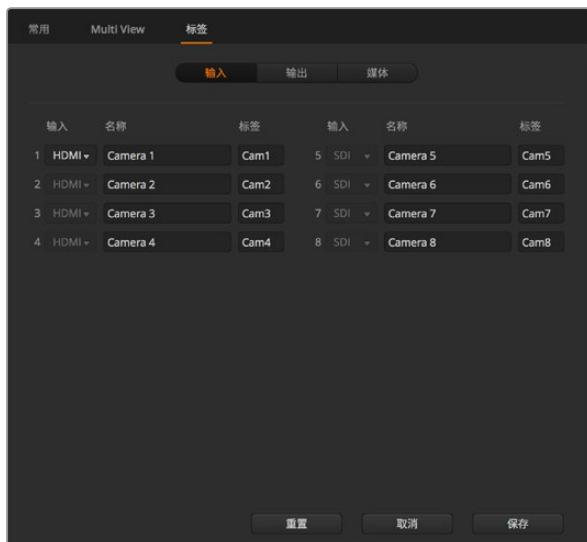 常用 Multi View 标签
输入 输出 媒体
输入 名称 标签 输入 名称 标签
1 HDMI Camera 1 Cam1 5 SDI Camera 5 Cam5
2 HDMI Camera 2 Cam2 6 SDI Camera 6 Cam6
3 HDMI Camera 3 Cam3 7 SDI Camera 7 Cam7
4 HDMI Camera 4 Cam4 8 SDI Camera 8 Cam8
重置 取消 保存